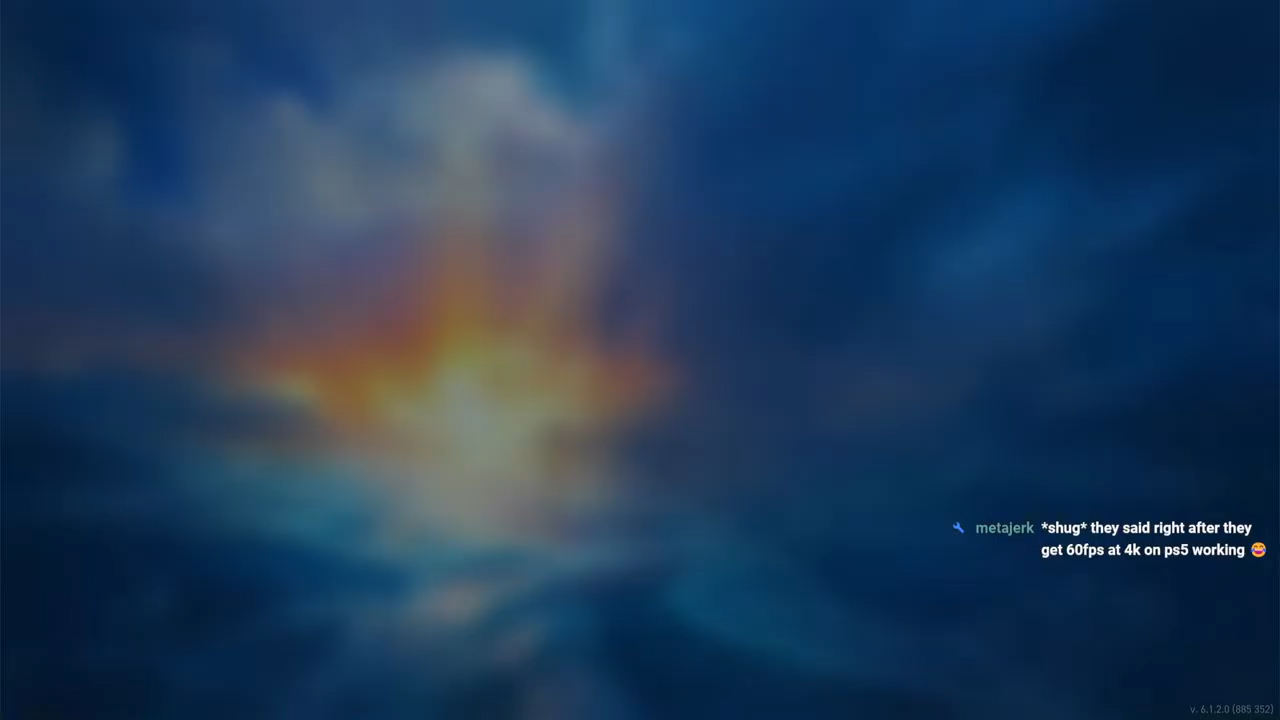 metajerk *shug* they said right after they
get 60fps at 4k on ps5 working 😂
v. 6.1.2.0 (885 352)